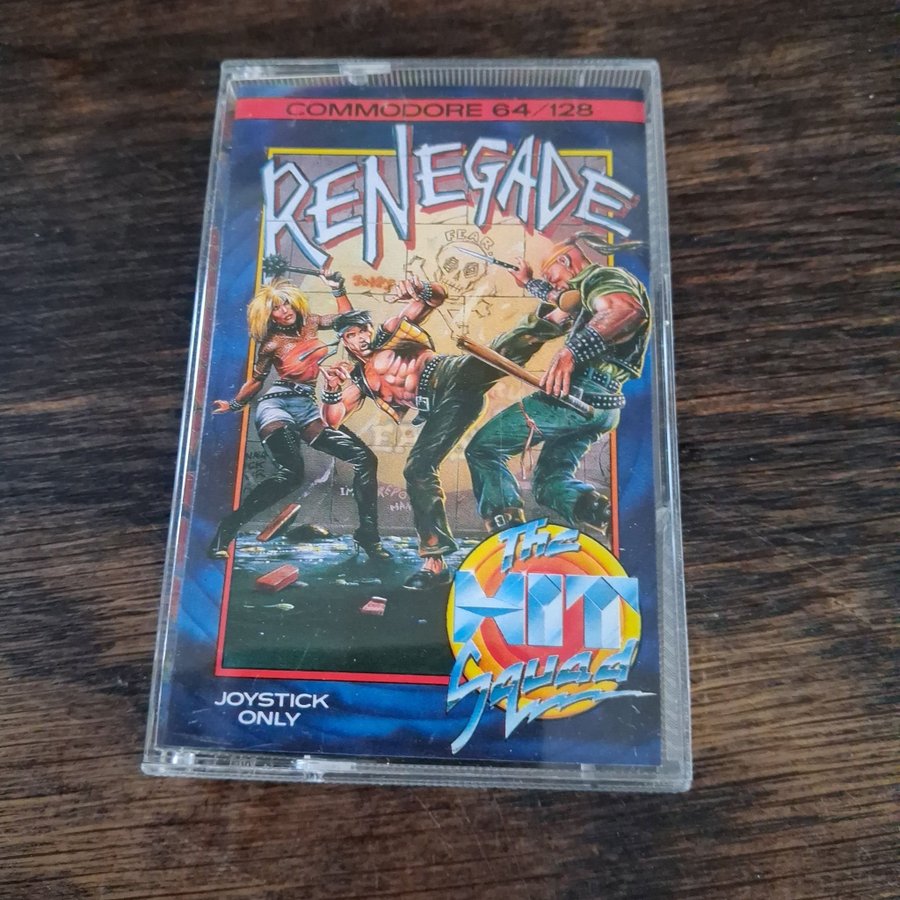 COMMODORE 64/128
RENEGADE
FEAR
The
HIT
Squad
JOYSTICK
ONLY